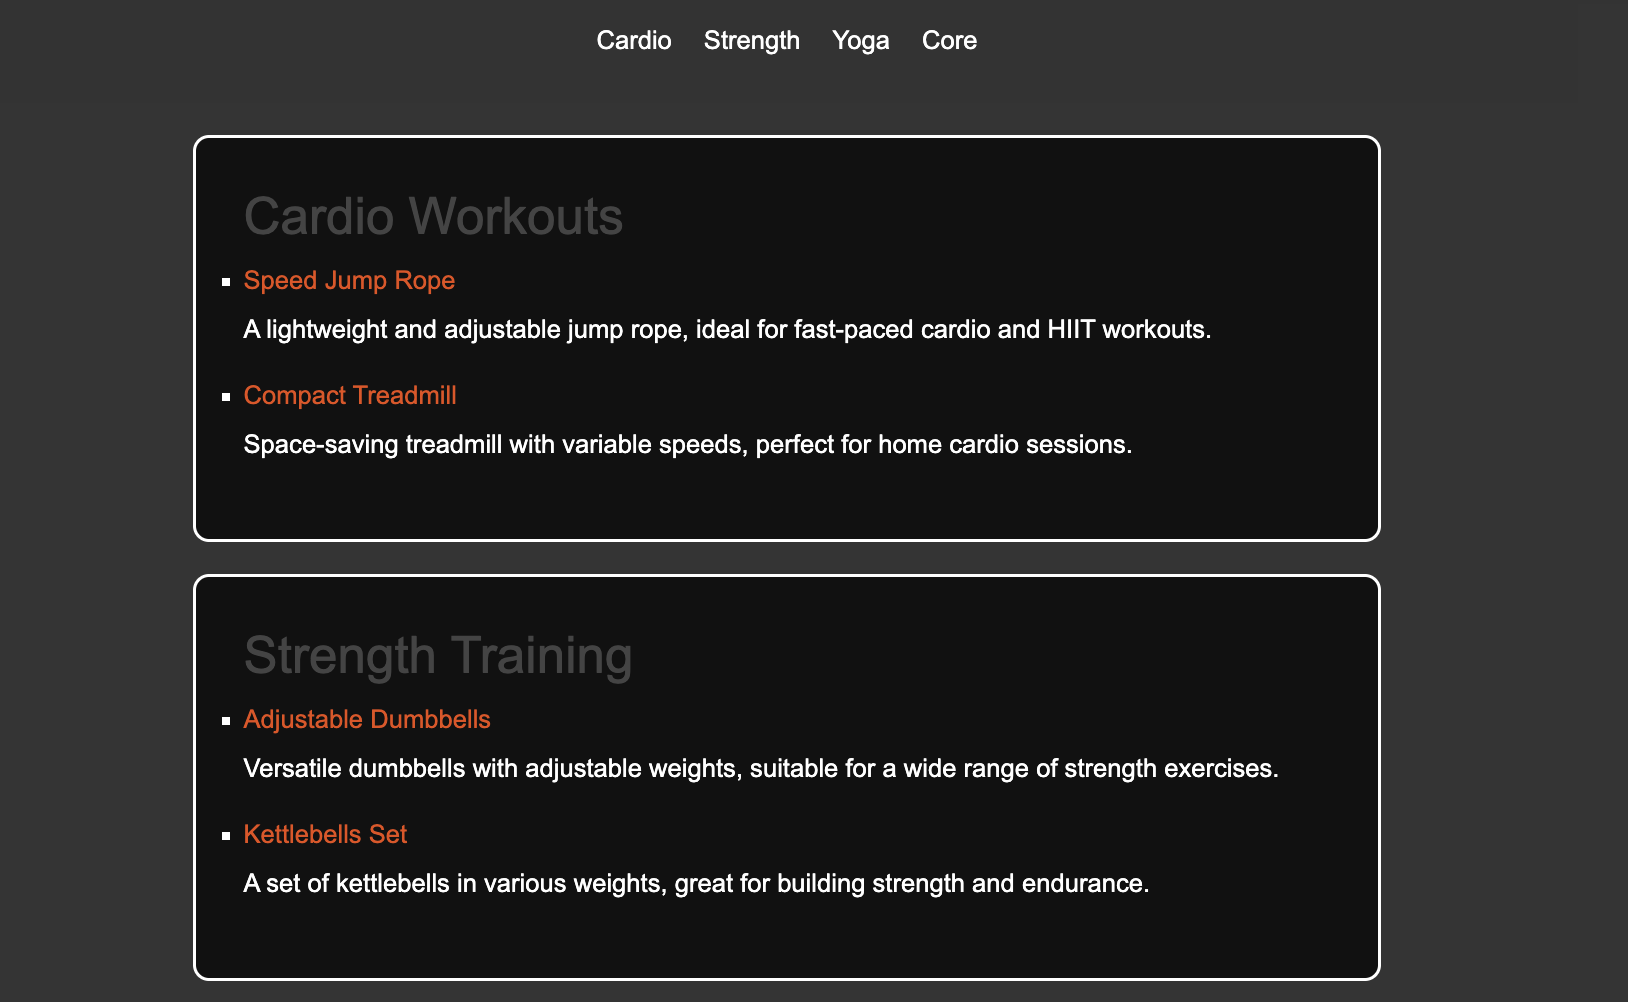 Cardio Strength Yoga Core
Cardio Workouts
Speed Jump Rope
A lightweight and adjustable jump rope, ideal for fast-paced cardio and HIIT workouts.
Compact Treadmill
Space-saving treadmill with variable speeds, perfect for home cardio sessions.
Strength Training
Adjustable Dumbbells
Versatile dumbbells with adjustable weights, suitable for a wide range of strength exercises.
Kettlebells Set
A set of kettlebells in various weights, great for building strength and endurance.